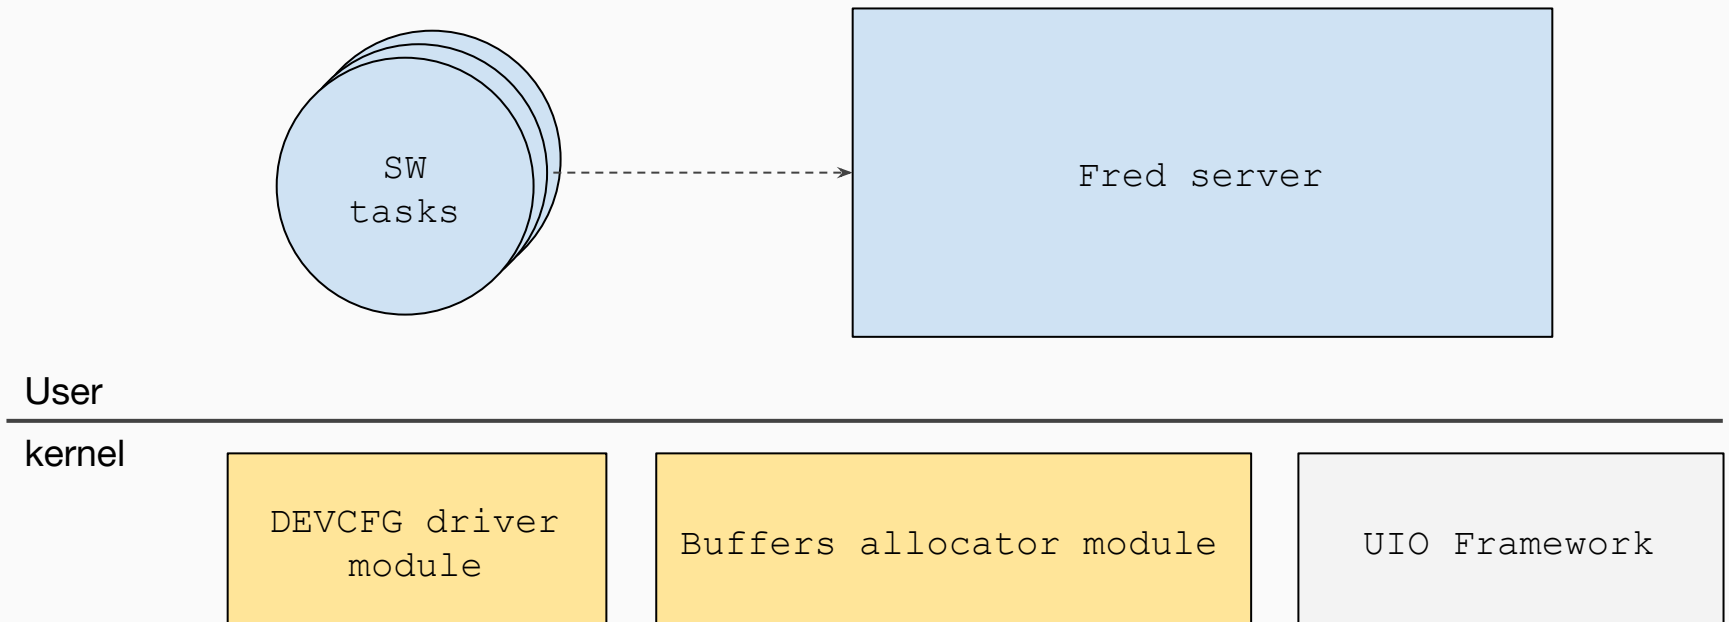 SW
tasks
Fred server
User
kernel
DEVCFG driver
module
Buffers allocator module
UIO Framework